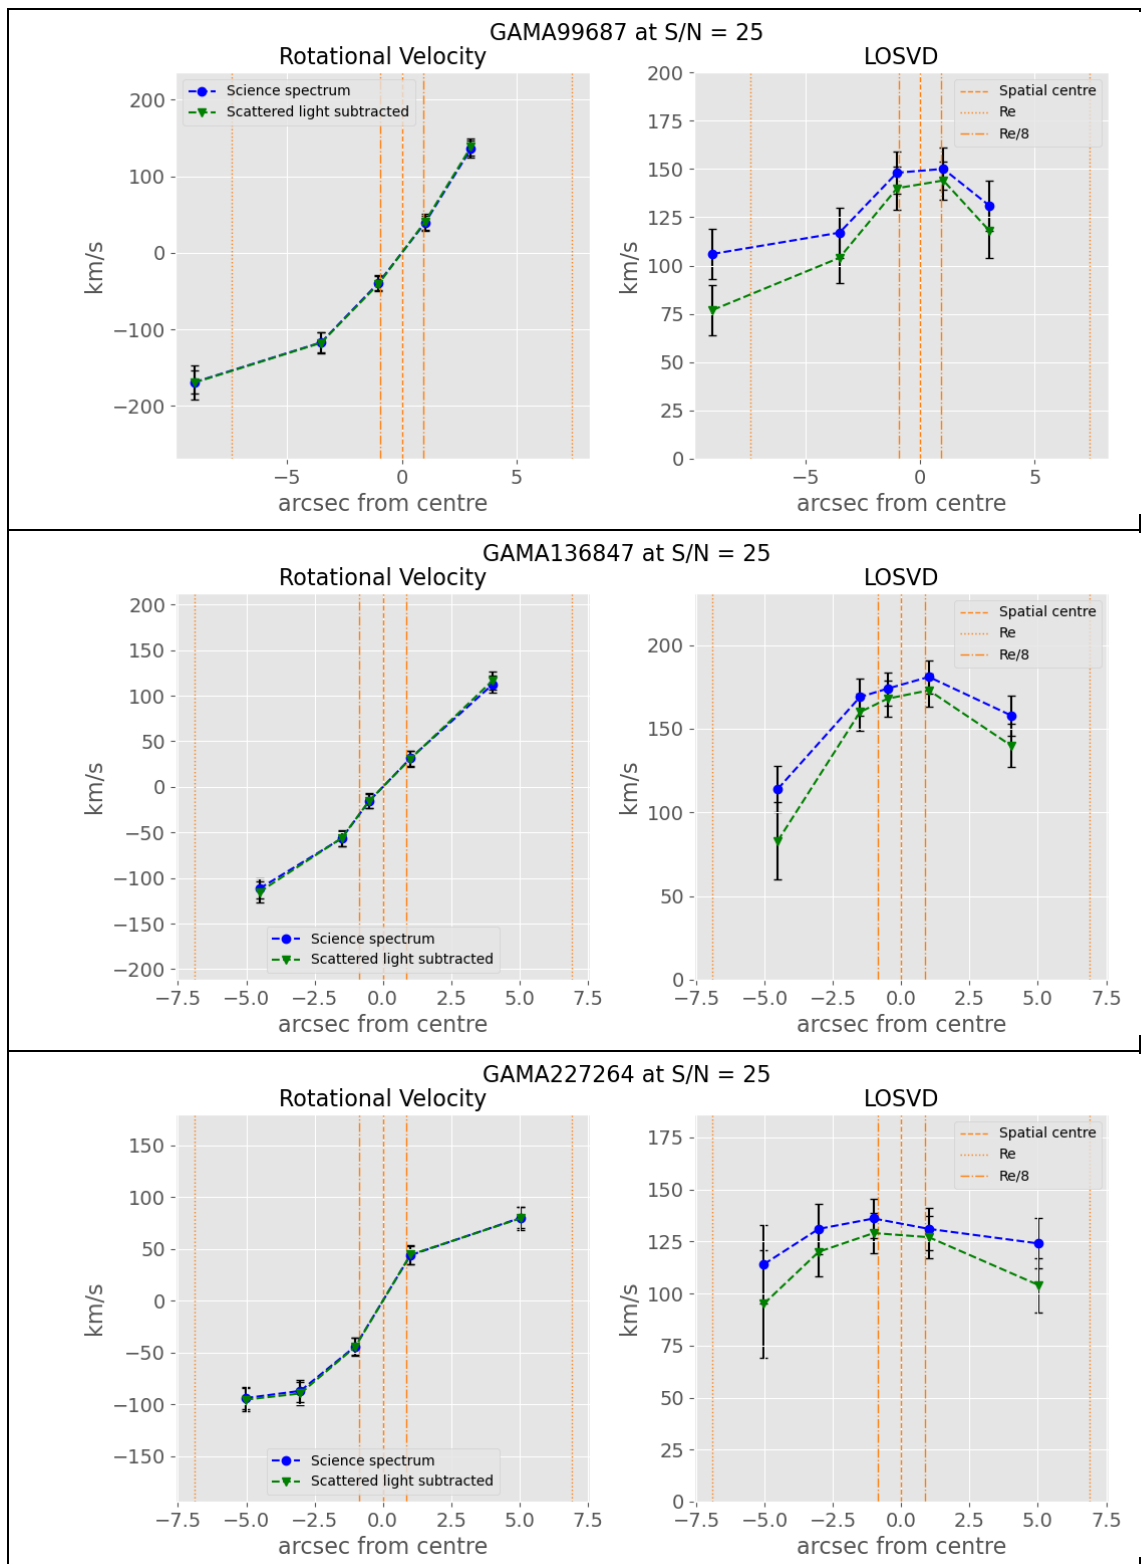 GAMA99687 at S/N = 25
Rotational Velocity
LOSVD
Science spectrum
Scattered light subtracted
Spatial centre
Re
Re/8
km/s
200
100
0
−100
−200
−5
0
5
arcsec from centre
km/s
200
175
150
125
100
75
50
25
0
−5
0
5
arcsec from centre
GAMA136847 at S/N = 25
Rotational Velocity
LOSVD
km/s
200
150
100
50
0
−50
−100
−150
−200
Science spectrum
Scattered light subtracted
−7.5
−5.0
−2.5
0.0
2.5
5.0
7.5
arcsec from centre
Spatial centre
Re
Re/8
km/s
200
150
100
50
0
−7.5
−5.0
−2.5
0.0
2.5
5.0
7.5
arcsec from centre
GAMA227264 at S/N = 25
Rotational Velocity
LOSVD
km/s
150
100
50
0
−50
−100
−150
Science spectrum
Scattered light subtracted
−7.5
−5.0
−2.5
0.0
2.5
5.0
7.5
arcsec from centre
Spatial centre
Re
Re/8
km/s
175
150
125
100
75
50
25
0
−7.5
−5.0
−2.5
0.0
2.5
5.0
7.5
arcsec from centre